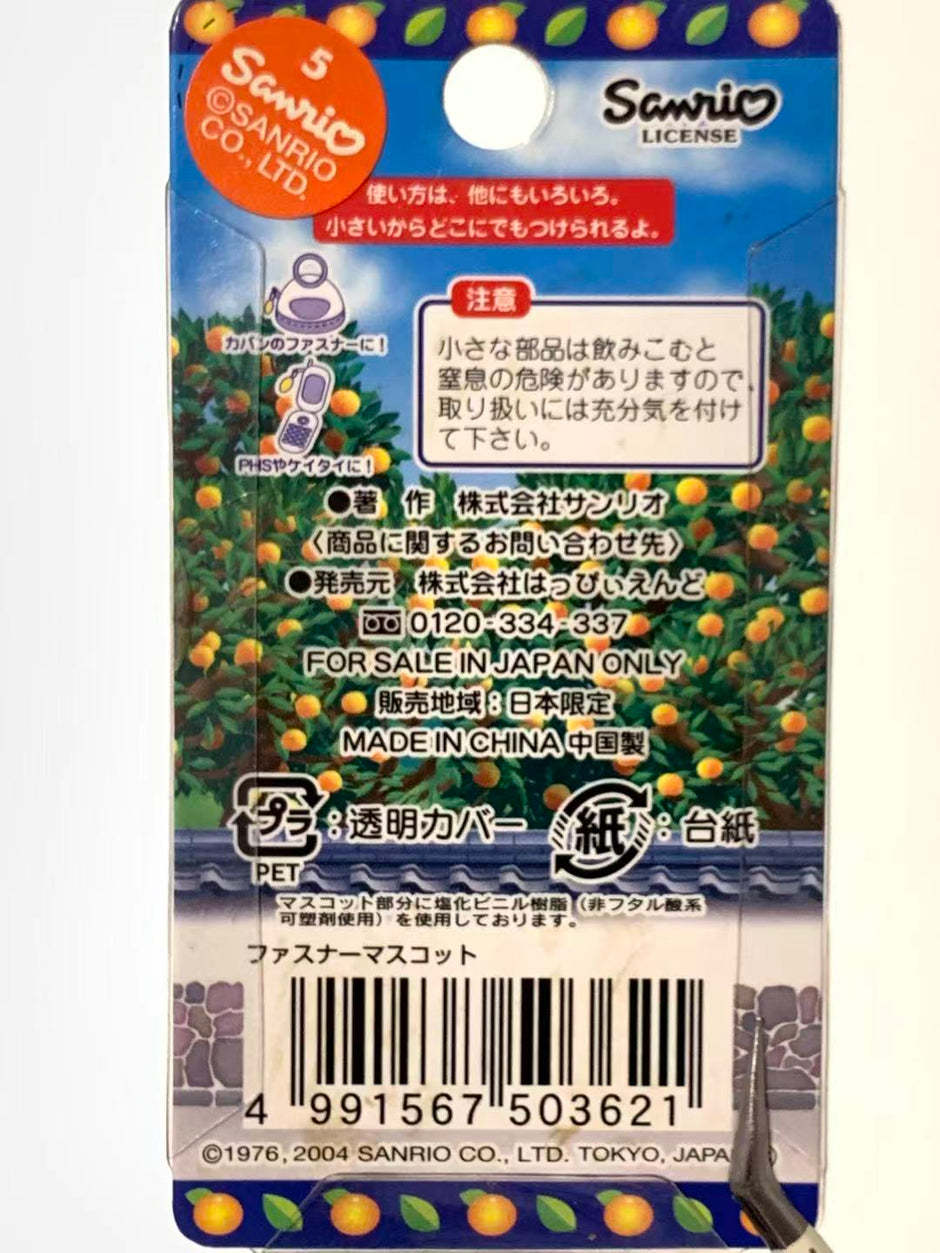 5
Sanrio
©SANRIO
CO., LTD.
Sanrio
LICENSE
使い方は、他にもいろいろ。
小さいからどこにでもつけられるよ。
カバンのファスナーに!
PHSやケイタイに!
注意
小さな部品は飲みこむと
窒息の危険がありますので、
取り扱いには充分気を付け
て下さい。
●著 作 株式会社サンリオ
〈商品に関するお問い合わせ先〉
●発売元 株式会社はっぴぃえんど
0120-334-337
FOR SALE IN JAPAN ONLY
販売地域:日本限定
MADE IN CHINA 中国製
プラ:透明カバー
PET
紙:台紙
マスコット部分に塩化ビニル樹脂(非フタル酸系
可塑剤使用)を使用しております。
ファスナーマスコット
4 991567 503621
©1976, 2004 SANRIO CO., LTD. TOKYO, JAPA